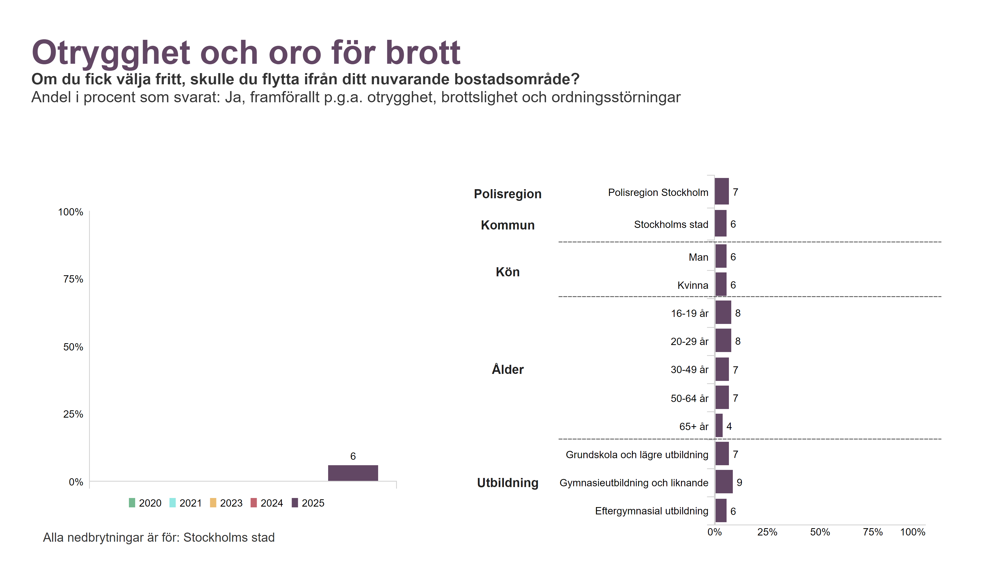 Otrygghet och oro för brott
Om du fick välja fritt, skulle du flytta ifrån ditt nuvarande bostadsområde?
Andel i procent som svarat: Ja, framförallt p.g.a. otrygghet, brottslighet och ordningsstörningar
100%
75%
50%
25%
0%
6
2020 2021 2023 2024 2025
Alla nedbrytningar är för: Stockholms stad
Polisregion Polisregion Stockholm 7
Kommun Stockholms stad 6
Kön
Man 6
Kvinna 6
Ålder
16-19 år 8
20-29 år 8
30-49 år 7
50-64 år 7
65+ år 4
Utbildning
Grundskola och lägre utbildning 7
Gymnasieutbildning och liknande 9
Eftergymnasial utbildning 6
0% 25% 50% 75% 100%